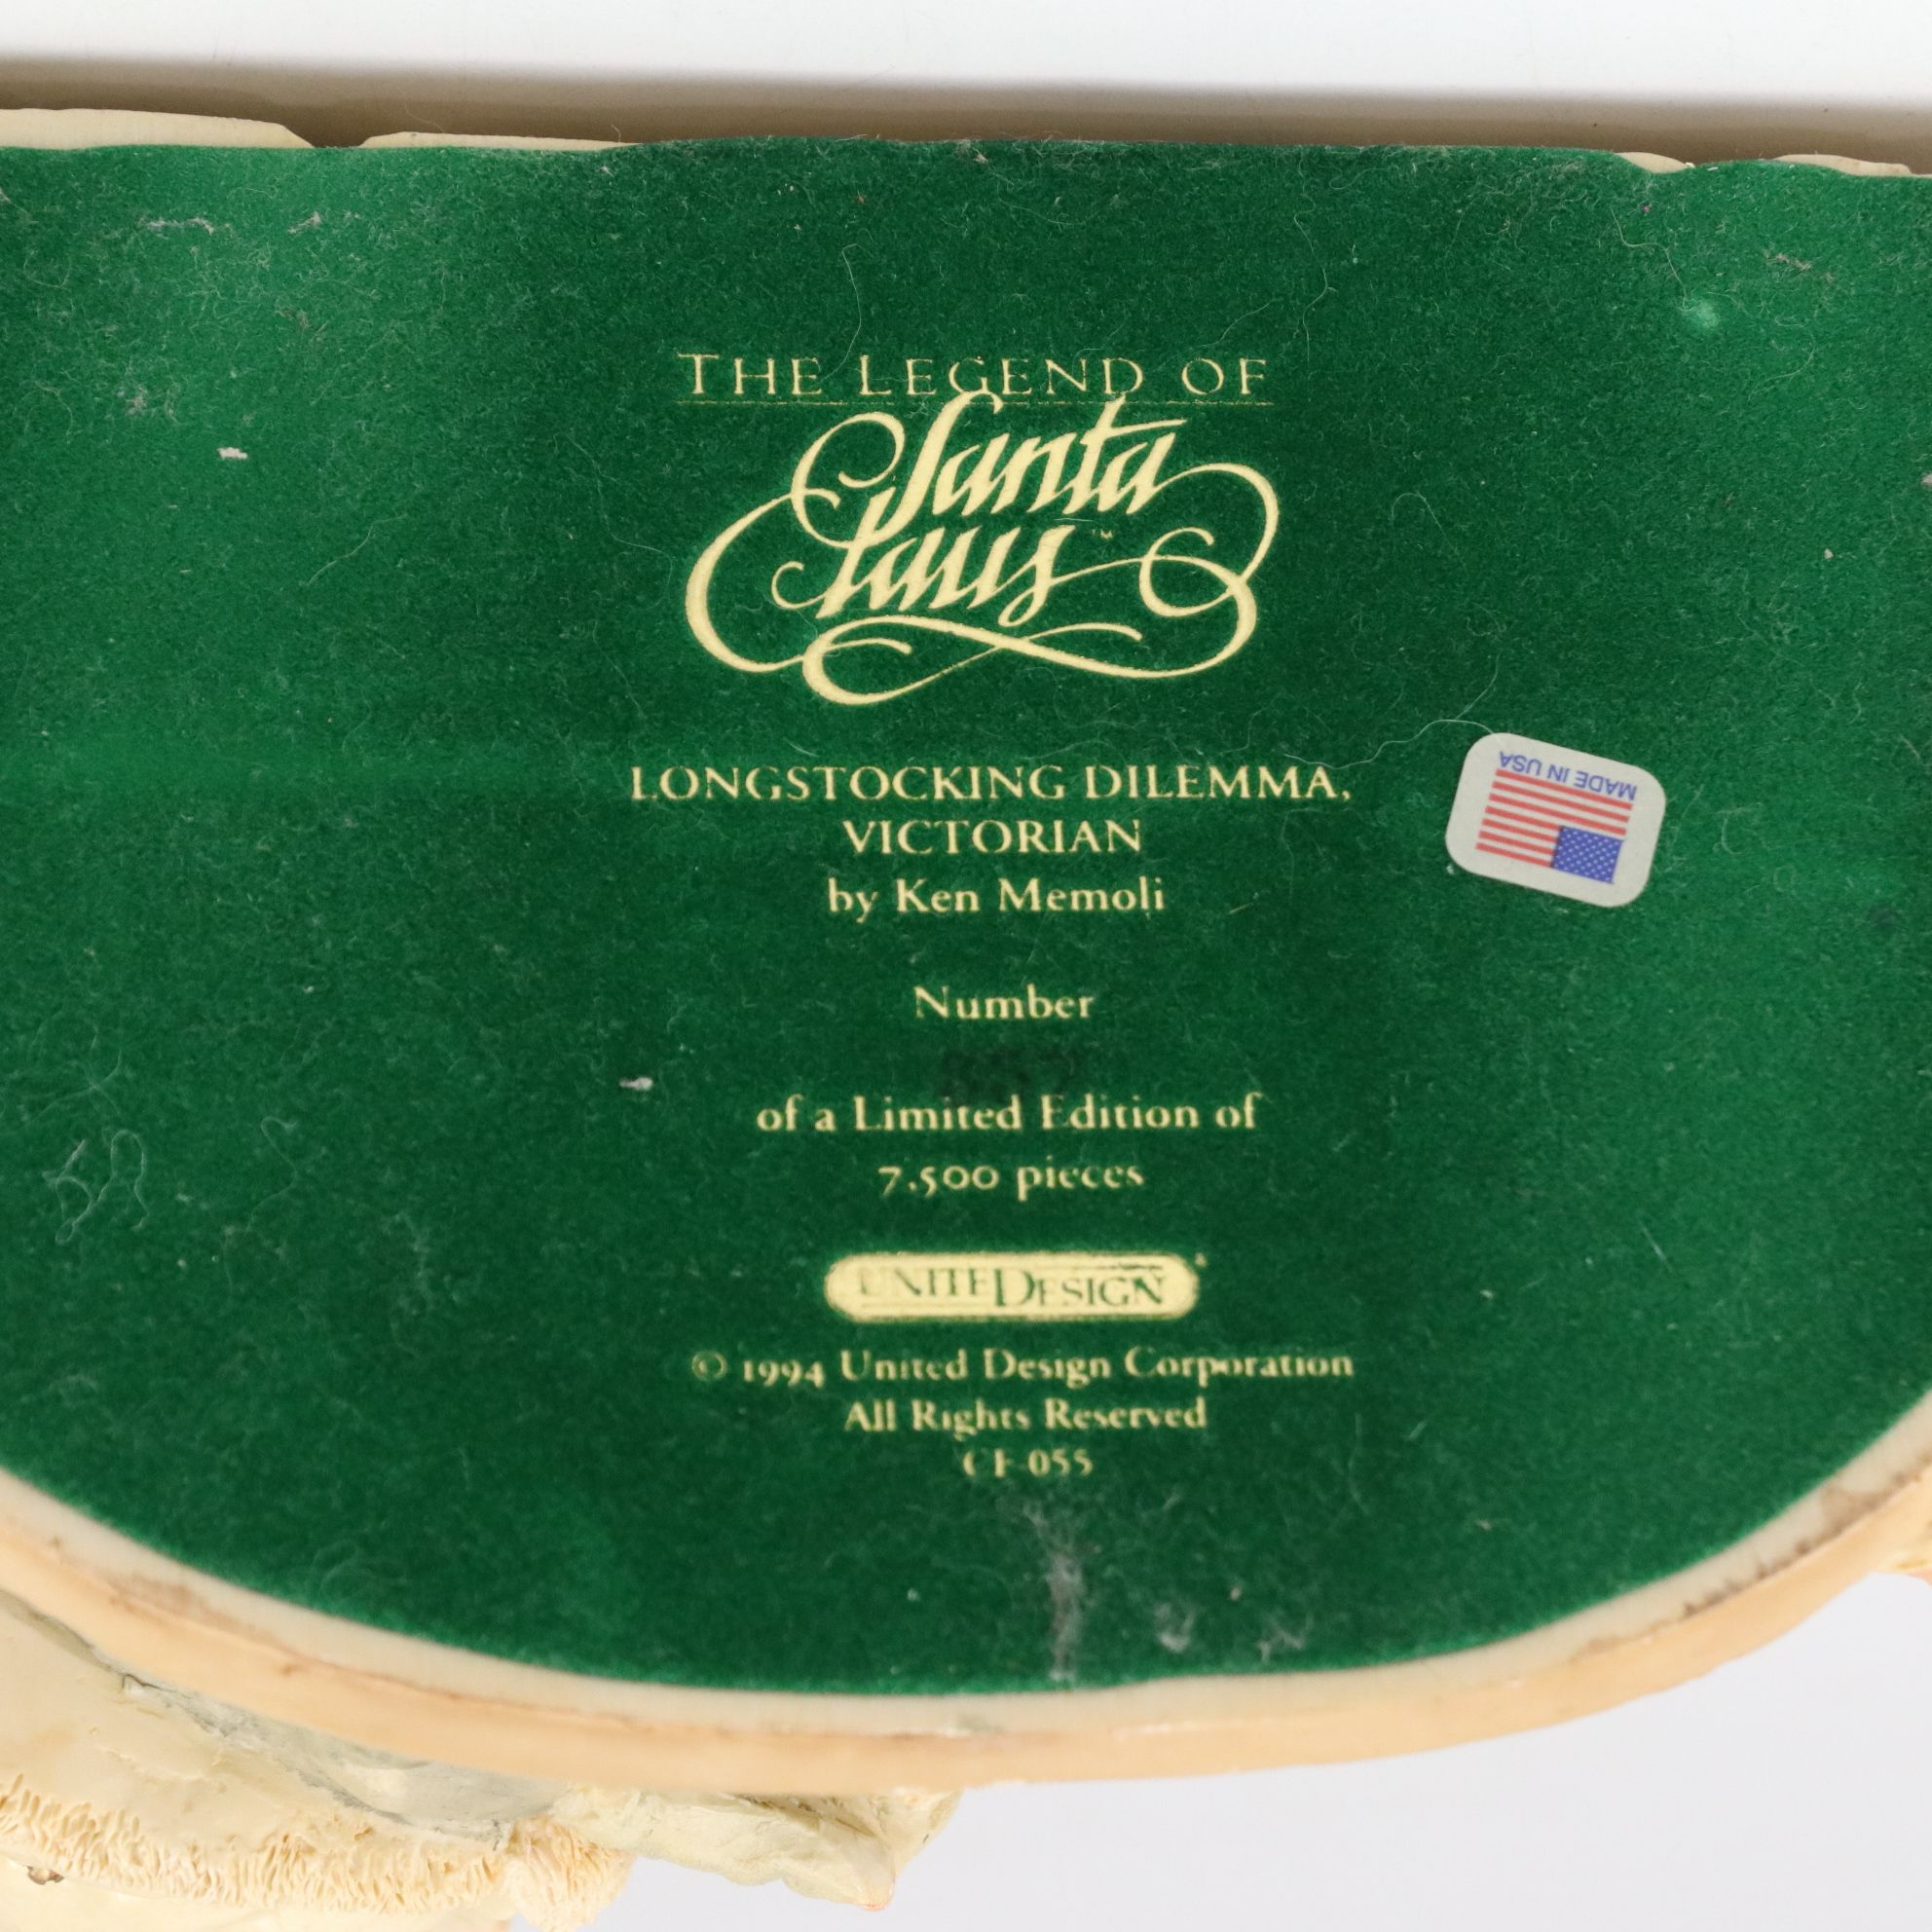 THE LEGEND OF
Santa
Claus™
LONGSTOCKING DILEMMA,
VICTORIAN
by Ken Memoli
MADE IN USA
Number
of a Limited Edition of
7,500 pieces
UNITED DESIGN
© 1994 United Design Corporation
All Rights Reserved
CF-055